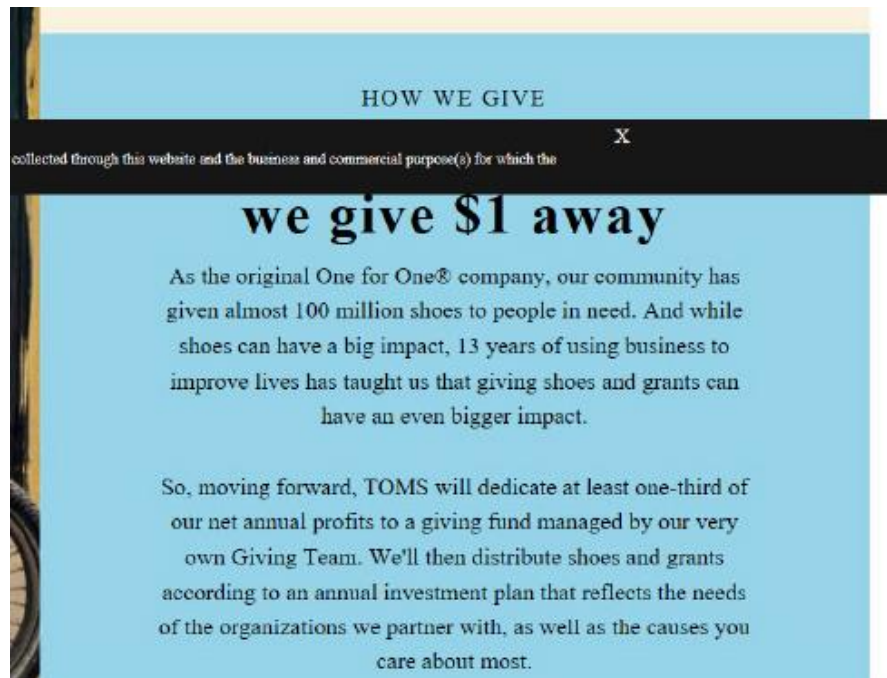 HOW WE GIVE
X
collected through this website and the business and commercial purpose(s) for which the
we give $1 away
As the original One for One® company, our community has
given almost 100 million shoes to people in need. And while
shoes can have a big impact, 13 years of using business to
improve lives has taught us that giving shoes and grants can
have an even bigger impact.
So, moving forward, TOMS will dedicate at least one-third of
our net annual profits to a giving fund managed by our very
own Giving Team. We'll then distribute shoes and grants
according to an annual investment plan that reflects the needs
of the organizations we partner with, as well as the causes you
care about most.